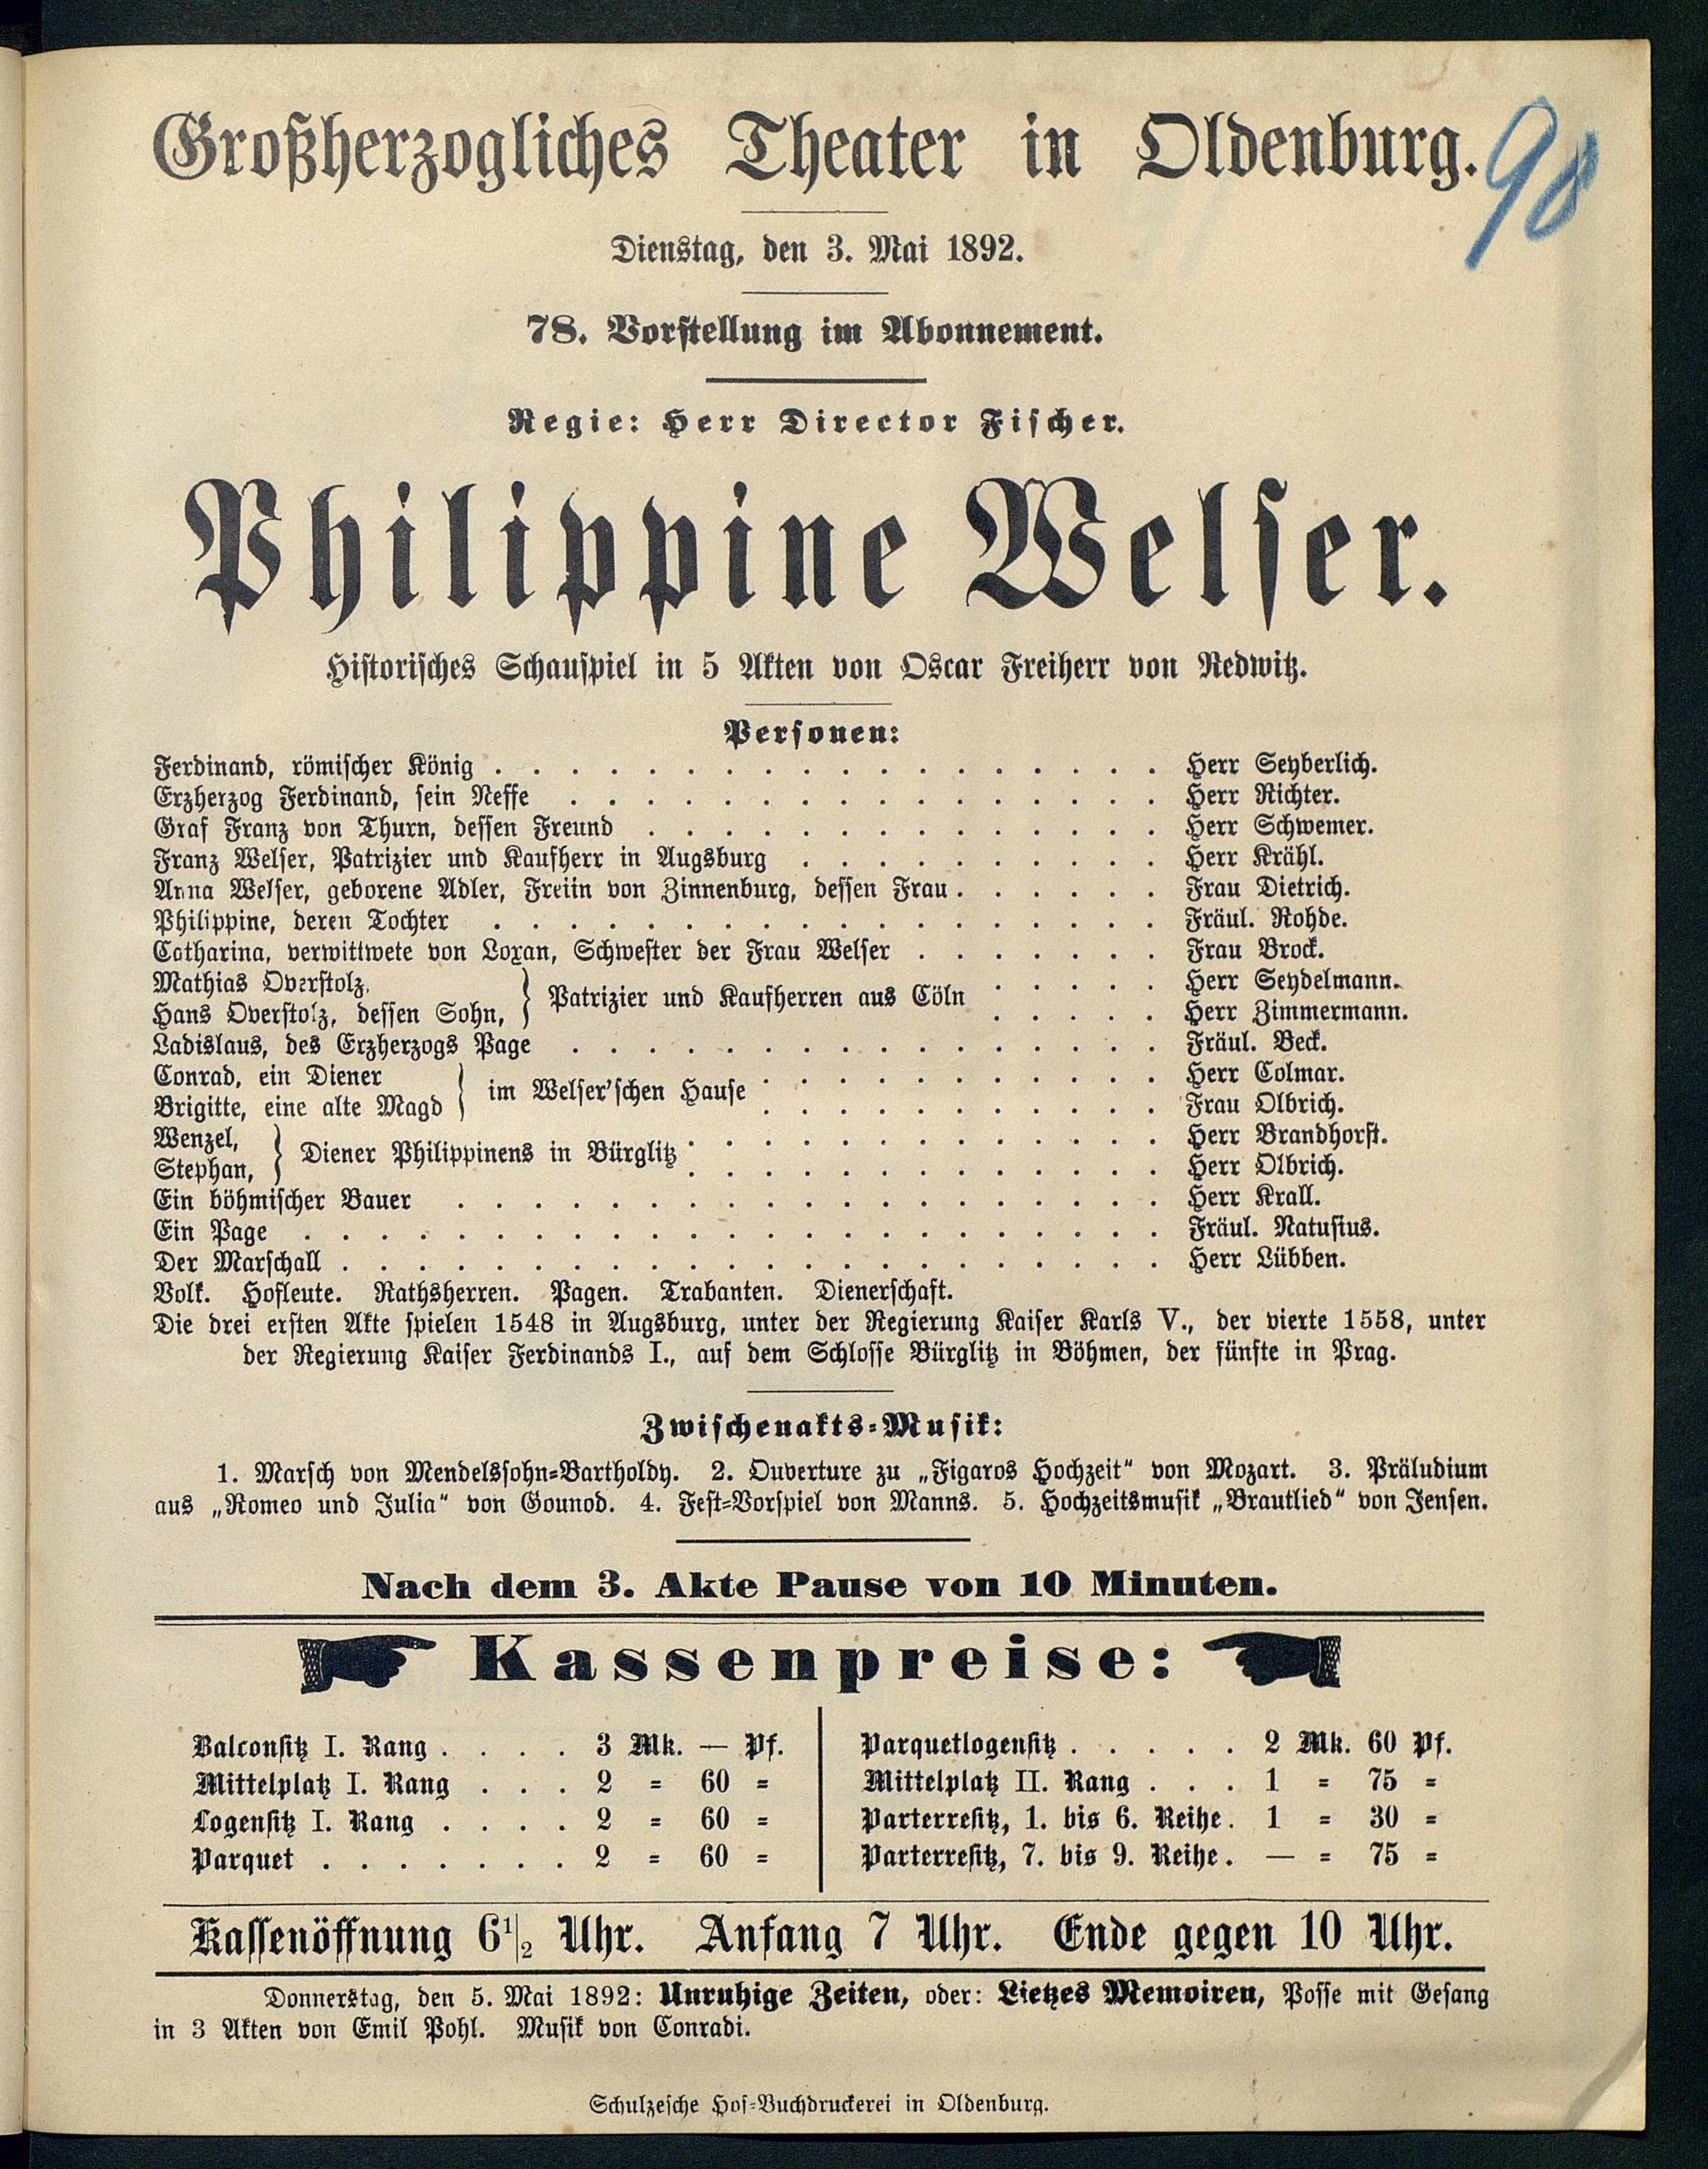 Großherzogliches Theater in Oldenburg.
98
Dienstag, den 3. Mai 1892.
78. Vorstellung im Abonnement.
Regie: Herr Director Fischer.
Philippine Welser.
Historisches Schauspiel in 5 Akten von Oscar Freiherr von Redwitz.
Personen:
Ferdinand, römischer König . . . . . . . . . . . . . . . . . . Herr Seyberlich.
Erzherzog Ferdinand, sein Neffe . . . . . . . . . . . . . . . . Herr Richter.
Graf Franz von Thurn, dessen Freund . . . . . . . . . . . . . . Herr Schwemer.
Franz Welser, Patrizier und Kaufherr in Augsburg . . . . . . . . . . Herr Krähl.
Anna Welser, geborene Adler, Freiin von Zinnenburg, dessen Frau . . . . . . Frau Dietrich.
Philippine, deren Tochter . . . . . . . . . . . . . . . . . . Fräul. Rohde.
Catharina, verwittwete von Loxan, Schwester der Frau Welser . . . . . . . Frau Brock.
Mathias Overstolz, } Patrizier und Kaufherren aus Cöln . . . . . Herr Seydelmann.
Hans Overstolz, dessen Sohn, } . . . . . Herr Zimmermann.
Ladislaus, des Erzherzogs Page . . . . . . . . . . . . . . . . Fräul. Beck.
Conrad, ein Diener } im Welser'schen Hause . . . . . . . . . . . Herr Colmar.
Brigitte, eine alte Magd } . . . . . . . . . . . Frau Olbrich.
Wenzel, } Diener Philippinens in Bürglitz . . . . . . . . . . . . . Herr Brandhorst.
Stephan, } . . . . . . . . . . . . . Herr Olbrich.
Ein böhmischer Bauer . . . . . . . . . . . . . . . . . . . Herr Krall.
Ein Page . . . . . . . . . . . . . . . . . . . . . . . Fräul. Natusius.
Der Marschall . . . . . . . . . . . . . . . . . . . . . . Herr Lübben.
Volk. Hofleute. Rathsherren. Pagen. Trabanten. Dienerschaft.
Die drei ersten Akte spielen 1548 in Augsburg, unter der Regierung Kaiser Karls V., der vierte 1558, unter
der Regierung Kaiser Ferdinands I., auf dem Schlosse Bürglitz in Böhmen, der fünfte in Prag.
Zwischenakts-Musik:
1. Marsch von Mendelssohn-Bartholdy. 2. Ouverture zu „Figaros Hochzeit“ von Mozart. 3. Präludium
aus „Romeo und Julia“ von Gounod. 4. Fest-Vorspiel von Manns. 5. Hochzeitsmusik „Brautlied“ von Jensen.
Nach dem 3. Akte Pause von 10 Minuten.
Kassenpreise:
Balconsitz I. Rang . . . . 3 Mk. — Pf.
Mittelplatz I. Rang . . . 2 = 60 =
Logensitz I. Rang . . . . 2 = 60 =
Parquet . . . . . . . 2 = 60 =
Parquetlogensitz . . . . . 2 Mk. 60 Pf.
Mittelplatz II. Rang . . . 1 = 75 =
Parterresitz, 1. bis 6. Reihe. 1 = 30 =
Parterresitz, 7. bis 9. Reihe. — = 75 =
Kassenöffnung 6 1/2 Uhr. Anfang 7 Uhr. Ende gegen 10 Uhr.
Donnerstag, den 5. Mai 1892: Unruhige Zeiten, oder: Lietzes Memoiren, Posse mit Gesang
in 3 Akten von Emil Pohl. Musik von Conradi.
Schulzesche Hof-Buchdruckerei in Oldenburg.